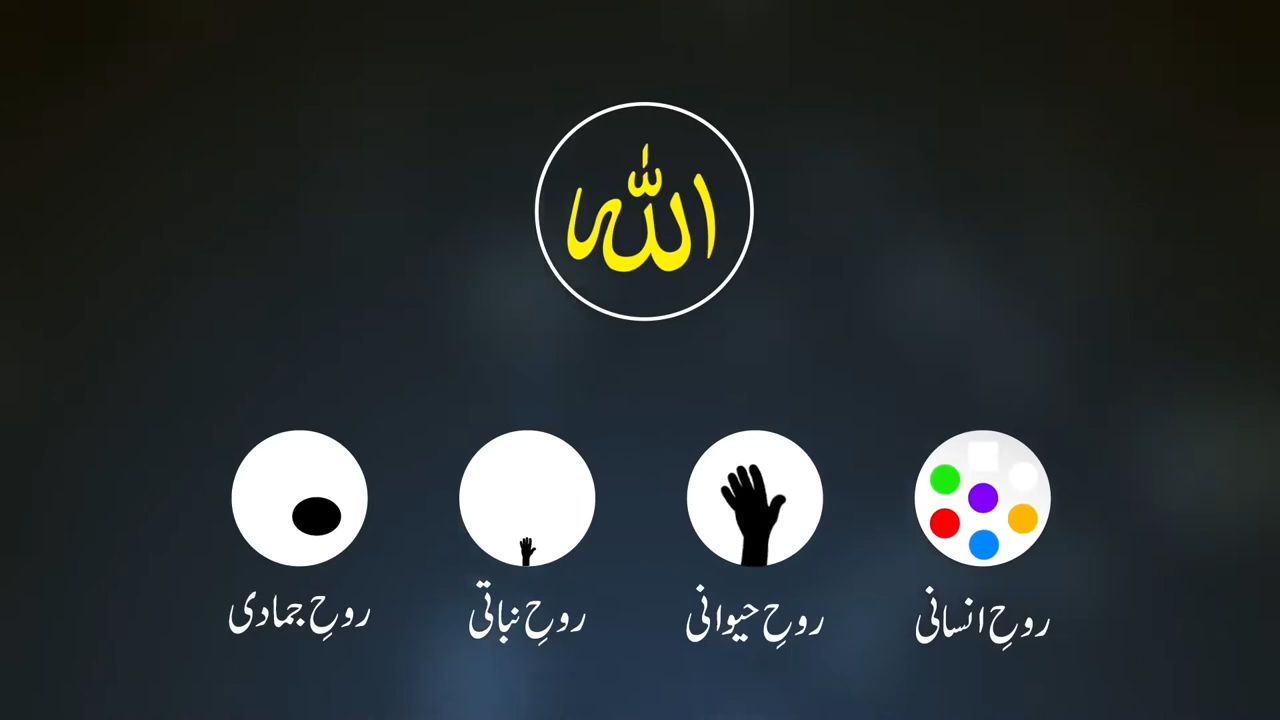 الله
روحِ انسانی
روحِ حیوانی
روحِ نباتی
روحِ جمادی